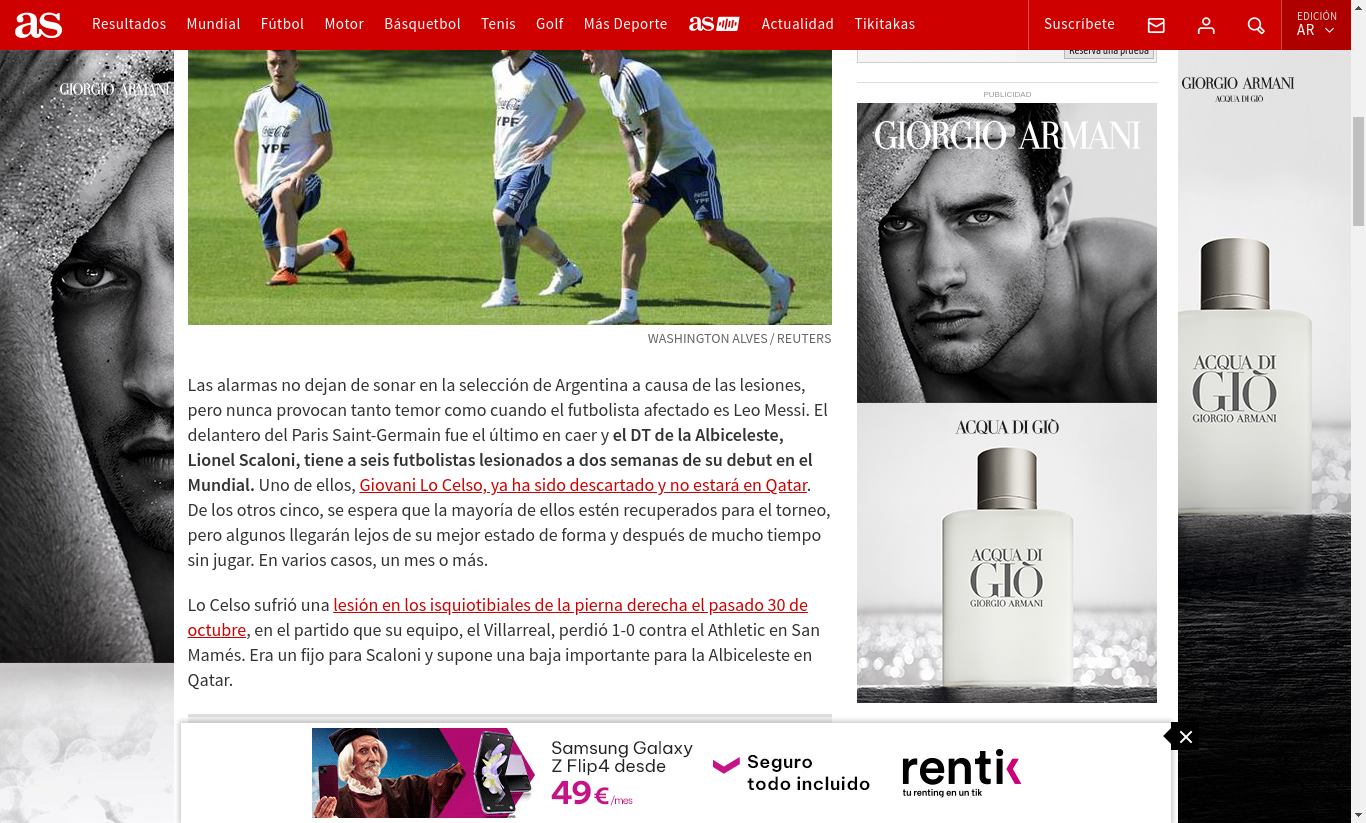 as
Resultados
Mundial
Fútbol
Motor
Básquetbol
Tenis
Golf
Más Deporte
as
Actualidad
Tikitakas
Suscríbete
EDICIÓN
AR
GIORGIO ARMANI
YPF
YPF
YPF
WASHINGTON ALVES / REUTERS
Las alarmas no dejan de sonar en la selección de Argentina a causa de las lesiones,
pero nunca provocan tanto temor como cuando el futbolista afectado es Leo Messi. El
delantero del Paris Saint-Germain fue el último en caer y el DT de la Albiceleste,
Lionel Scaloni, tiene a seis futbolistas lesionados a dos semanas de su debut en el
Mundial. Uno de ellos, Giovani Lo Celso, ya ha sido descartado y no estará en Qatar.
De los otros cinco, se espera que la mayoría de ellos estén recuperados para el torneo,
pero algunos llegarán lejos de su mejor estado de forma y después de mucho tiempo
sin jugar. En varios casos, un mes o más.
Lo Celso sufrió una lesión en los isquiotibiales de la pierna derecha el pasado 30 de
octubre, en el partido que su equipo, el Villarreal, perdió 1-0 contra el Athletic en San
Mamés. Era un fijo para Scaloni y supone una baja importante para la Albiceleste en
Qatar.
Reserva una prueba
PUBLICIDAD
GIORGIO ARMANI
ACQUA DI GIÒ
ACQUA DI
GIÒ
GIORGIO ARMANI
GIORGIO ARMANI
ACQUA DI GIÒ
ACQUA DI
GIÒ
GIORGIO ARMANI
Samsung Galaxy
Z Flip4 desde
49€/mes
Seguro
todo incluido
rentik
tu renting en un tik